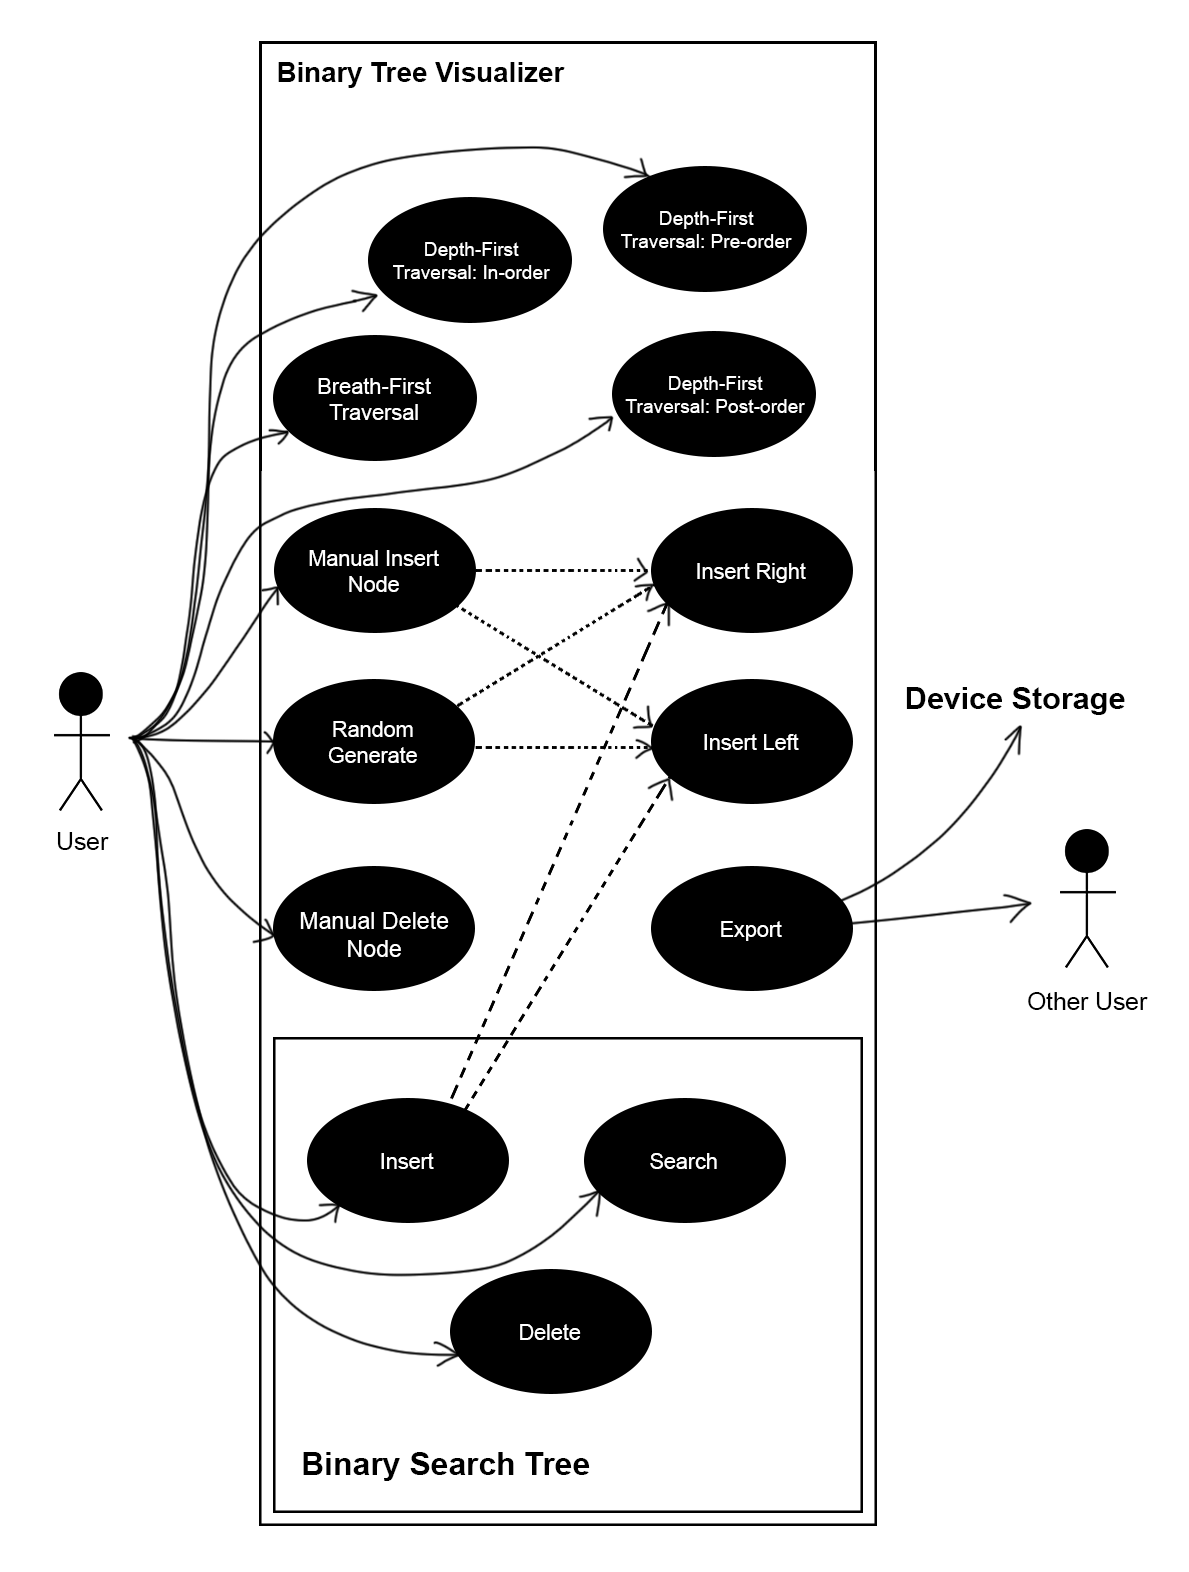 Binary Tree Visualizer
Depth-First
Traversal: Pre-order
Depth-First
Traversal: In-order
Breath-First
Traversal
Depth-First
Traversal: Post-order
Manual Insert
Node
Insert Right
Random
Generate
Insert Left
Device Storage
User
Manual Delete
Node
Export
Other User
Insert
Search
Delete
Binary Search Tree